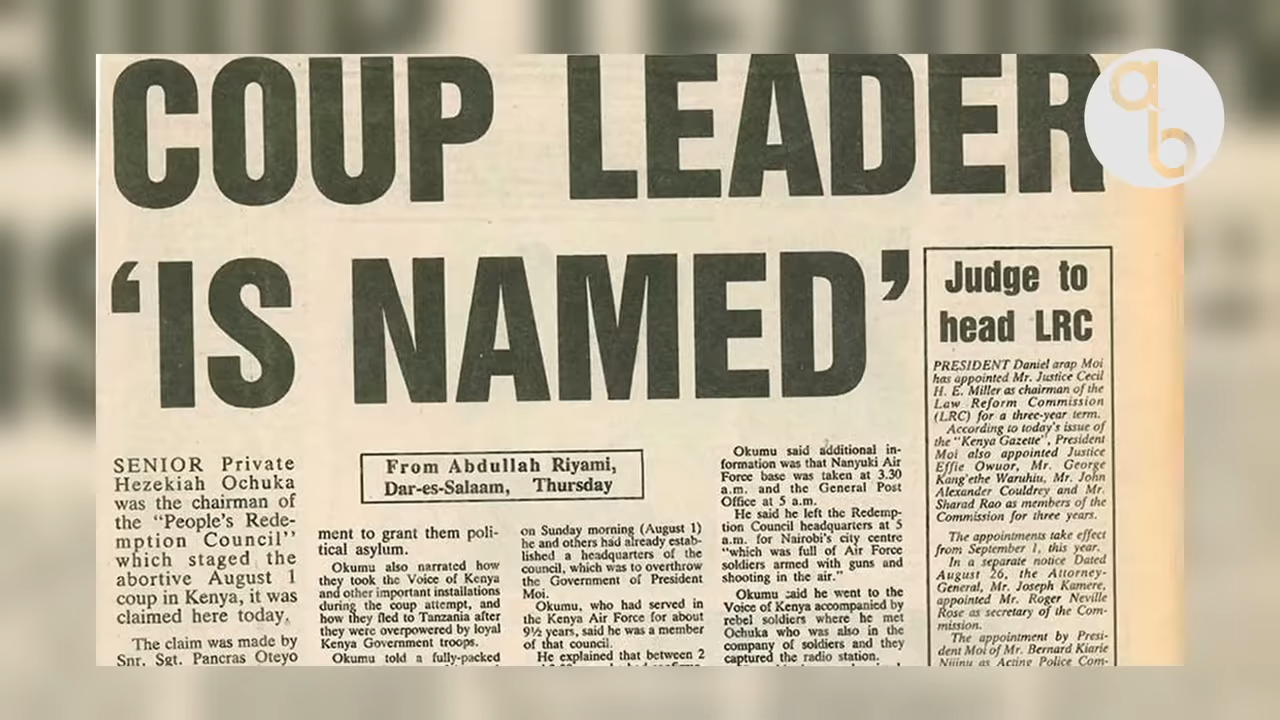 COUP LEADER
‘IS NAMED’
SENIOR Private
Hezekiah Ochuka
was the chairman of
the “People’s Rede-
mption Council”
which staged the
abortive August 1
coup in Kenya, it was
claimed here today.
The claim was made by
Snr. Sgt. Pancras Oteyo
From Abdullah Riyami,
Dar-es-Salaam, Thursday
ment to grant them poli-
tical asylum.
Okumu also narrated how
they took the Voice of Kenya
and other important installations
during the coup attempt, and
how they fled to Tanzania after
they were overpowered by loyal
Kenya Government troops.
Okumu told a fully-packed
on Sunday morning (August 1)
he and others had already estab-
lished a headquarters of the
council, which was to overthrow
the Government of President
Moi.
Okumu, who had served in
the Kenya Air Force for about
9½ years, said he was a member
of that council.
He explained that between 2
Okumu said additional in-
formation was that Nanyuki Air
Force base was taken at 3.30
a.m. and the General Post
Office at 5 a.m.
He said he left the Redemp-
tion Council headquarters at 5
a.m. for Nairobi’s city centre
“which was full of Air Force
soldiers armed with guns and
shooting in the air.”
Okumu said he went to the
Voice of Kenya accompanied by
rebel soldiers where he met
Ochuka who was also in the
company of soldiers and they
captured the radio station.
Judge to
head LRC
PRESIDENT Daniel arap Moi
has appointed Mr. Justice Cecil
H. E. Miller as chairman of the
Law Reform Commission
(LRC) for a three-year term.
According to today’s issue of
the “Kenya Gazette”, President
Moi also appointed Justice
Effie Owuor, Mr. George
Kang’ethe Waruhiu, Mr. John
Alexander Couldrey and Mr.
Sharad Rao as members of the
Commission for three years.
The appointments take effect
from September 1, this year.
In a separate notice Dated
August 26, the Attorney-
General, Mr. Joseph Kamere,
appointed Mr. Roger Neville
Rose as secretary of the Com-
mission.
The appointment by Presi-
dent Moi of Mr. Bernard Kiarie
Njiinu as Acting Police Com-
ab